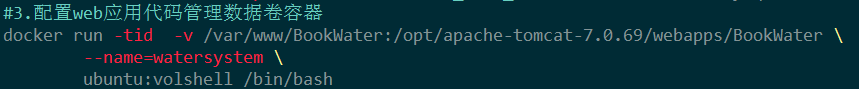 #3.配置web应用代码管理数据卷容器
docker run -tid  -v /var/www/BookWater:/opt/apache-tomcat-7.0.69/webapps/BookWater \
        --name=watersystem \
        ubuntu:volshell /bin/bash